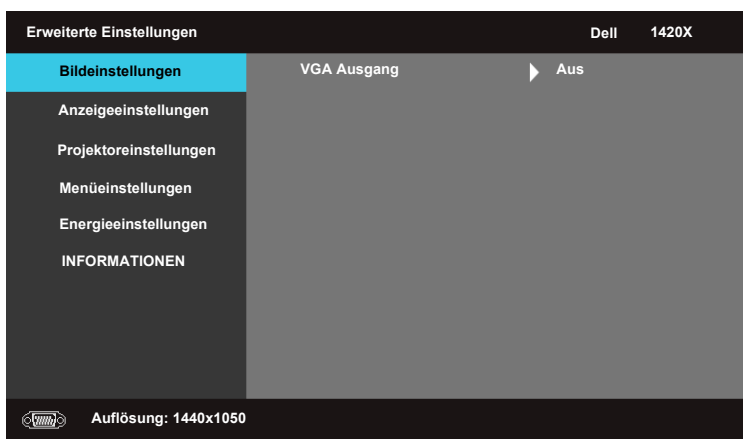 Erweiterte Einstellungen Dell 1420X
Bildeinstellungen VGA Ausgang Aus
Anzeigeeinstellungen
Projektoreinstellungen
Menüeinstellungen
Energieeinstellungen
INFORMATIONEN
Auflösung: 1440x1050